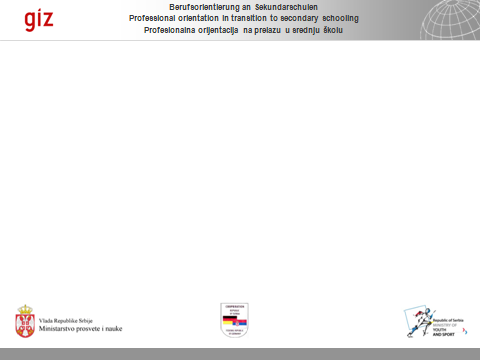 giz
Berufsorientierung an Sekundarschulen
Professional orientation in transition to secondary schooling
Profesionalna orijentacija na prelazu u srednju školu
Vlada Republike Srbije
Ministarstvo prosvete i nauke
Republic of Serbia
MINISTRY OF
YOUTH
AND SPORT